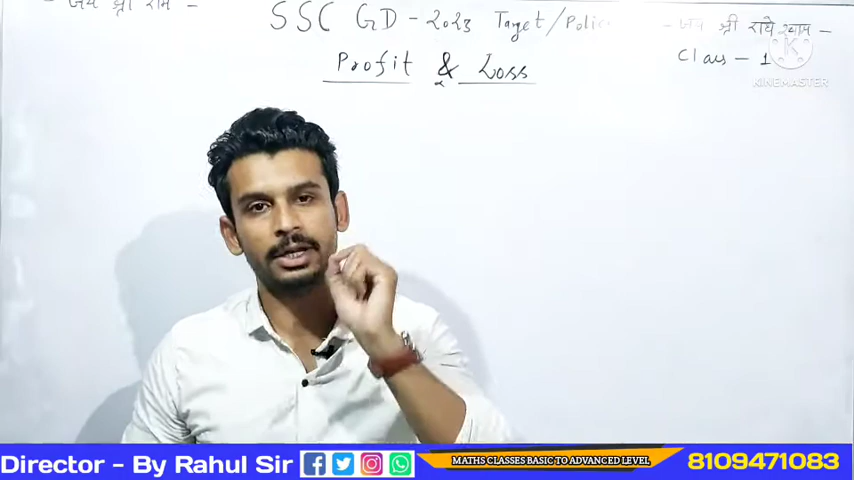 - जय श्री राम -
SSC GD - 2023 Target/Police
- जय श्री राधे श्याम -
Profit & Loss
Class - 1
K
KINEMASTER
Director - By Rahul Sir
MATHS CLASSES BASIC TO ADVANCED LEVEL
8109471083